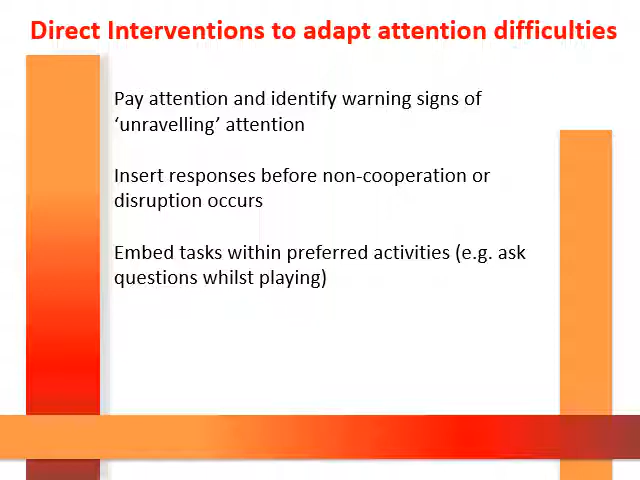 Direct Interventions to adapt attention difficulties
Pay attention and identify warning signs of
‘unravelling’ attention
Insert responses before non-cooperation or
disruption occurs
Embed tasks within preferred activities (e.g. ask
questions whilst playing)